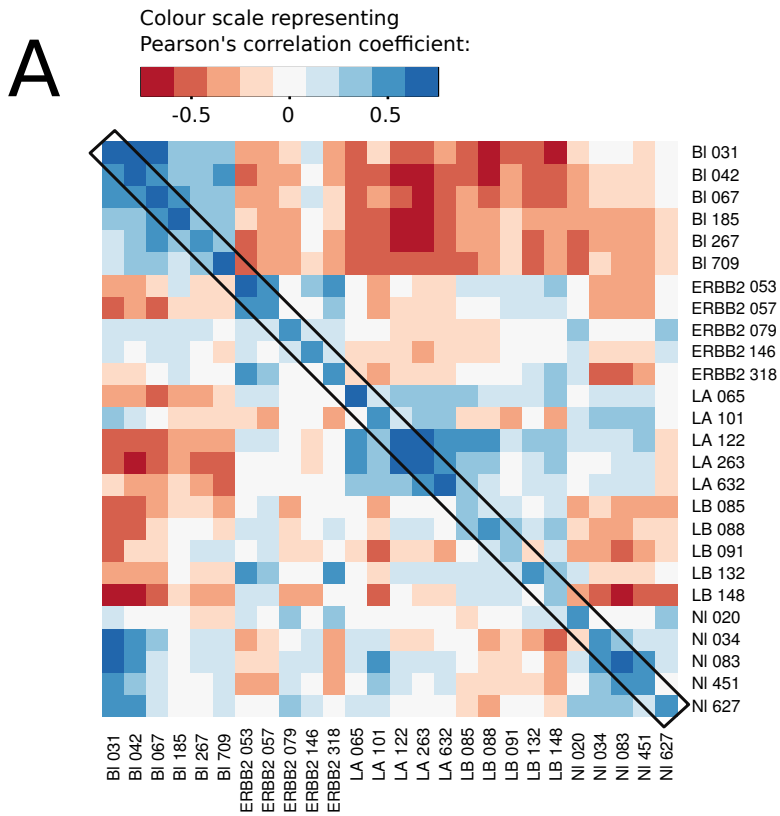 Colour scale representing
Pearson's correlation coefficient:
A
-0.5 0 0.5
Bl 031
Bl 042
Bl 067
Bl 185
Bl 267
Bl 709
ERBB2 053
ERBB2 057
ERBB2 079
ERBB2 146
ERBB2 318
LA 065
LA 101
LA 122
LA 263
LA 632
LB 085
LB 088
LB 091
LB 132
LB 148
Nl 020
Nl 034
Nl 083
Nl 451
Nl 627
Bl 031
Bl 042
Bl 067
Bl 185
Bl 267
Bl 709
ERBB2 053
ERBB2 057
ERBB2 079
ERBB2 146
ERBB2 318
LA 065
LA 101
LA 122
LA 263
LA 632
LB 085
LB 088
LB 091
LB 132
LB 148
Nl 020
Nl 034
Nl 083
Nl 451
Nl 627